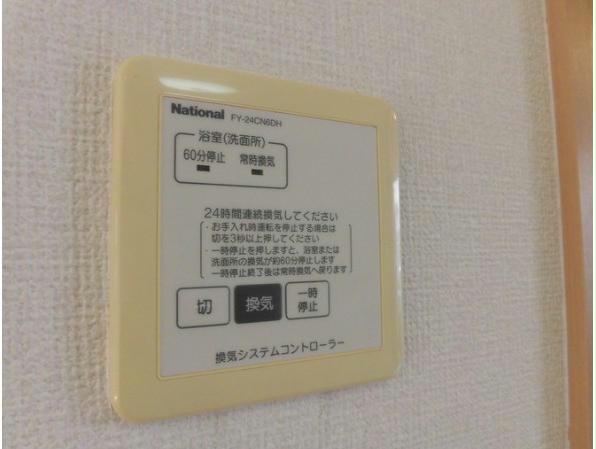 National FY-24CN6DH
浴室(洗面所)
60分停止 常時換気
24時間連続換気してください
・お手入れ時運転を停止する場合は
切を3秒以上押してください
・一時停止を押しますと、浴室または
洗面所の換気が約60分停止します
一時停止終了後は常時換気へ戻ります
切 換気 一時
停止
換気システムコントローラー